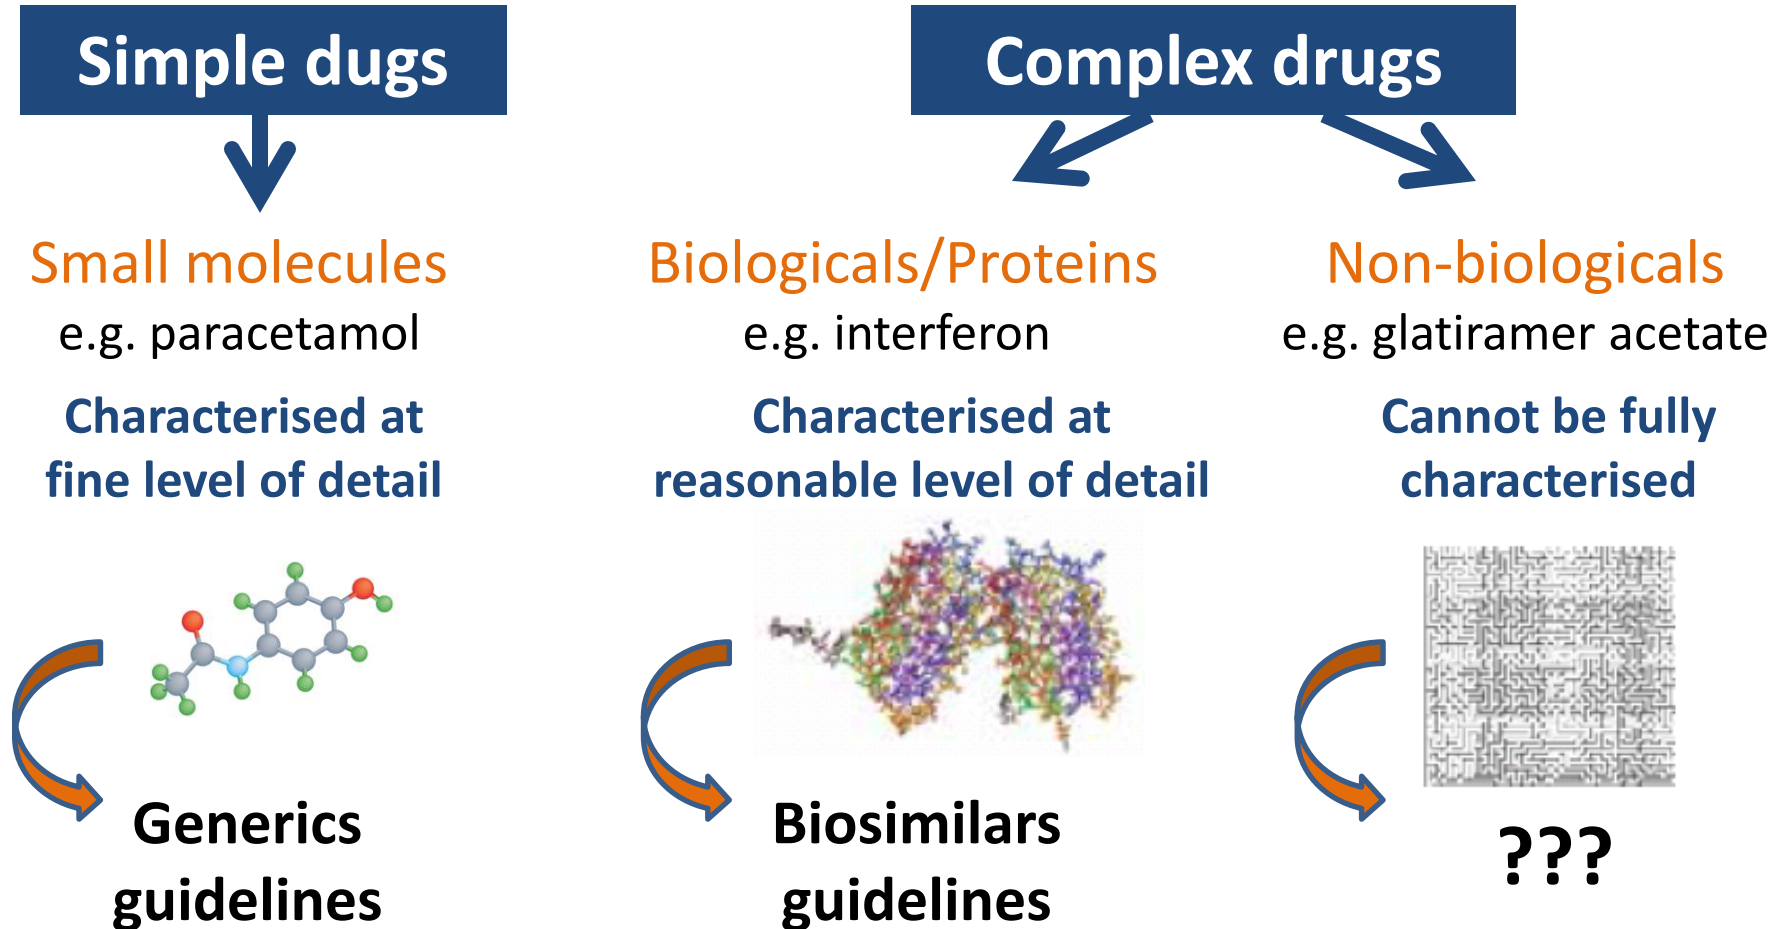 Simple dugs
Complex drugs
Small molecules
e.g. paracetamol
Characterised at
fine level of detail
Generics
guidelines
Biologicals/Proteins
e.g. interferon
Characterised at
reasonable level of detail
Biosimilars
guidelines
Non-biologicals
e.g. glatiramer acetate
Cannot be fully
characterised
???